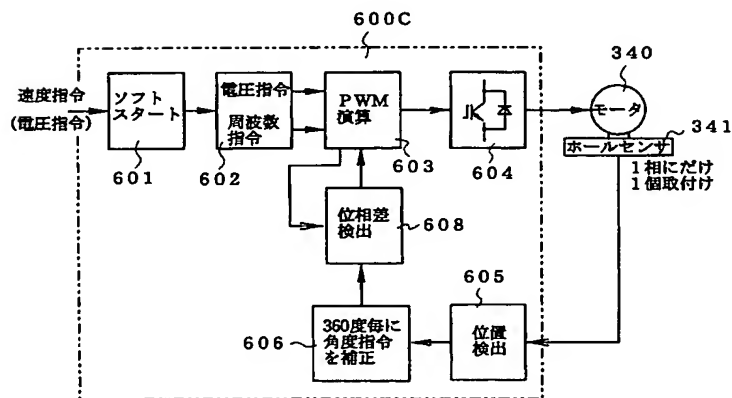 600C
速度指令
(電圧指令)
ソフト
スタート
601
電圧指令
周波数
指令
602
PWM
演算
603
604
340
モータ
341
ホールセンサ
1相にだけ
1個取付け
位相差
検出
608
605
位置
検出
606
360度毎に
角度指令
を補正